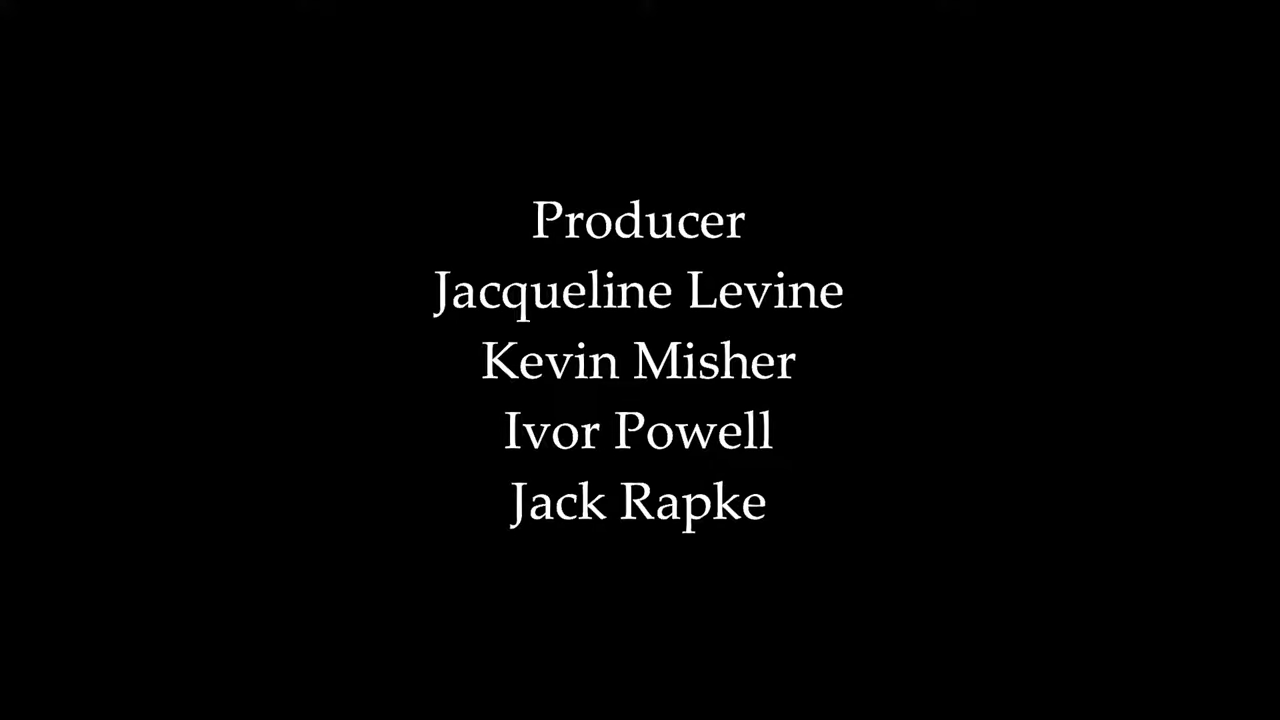 Producer
Jacqueline Levine
Kevin Misher
Ivor Powell
Jack Rapke